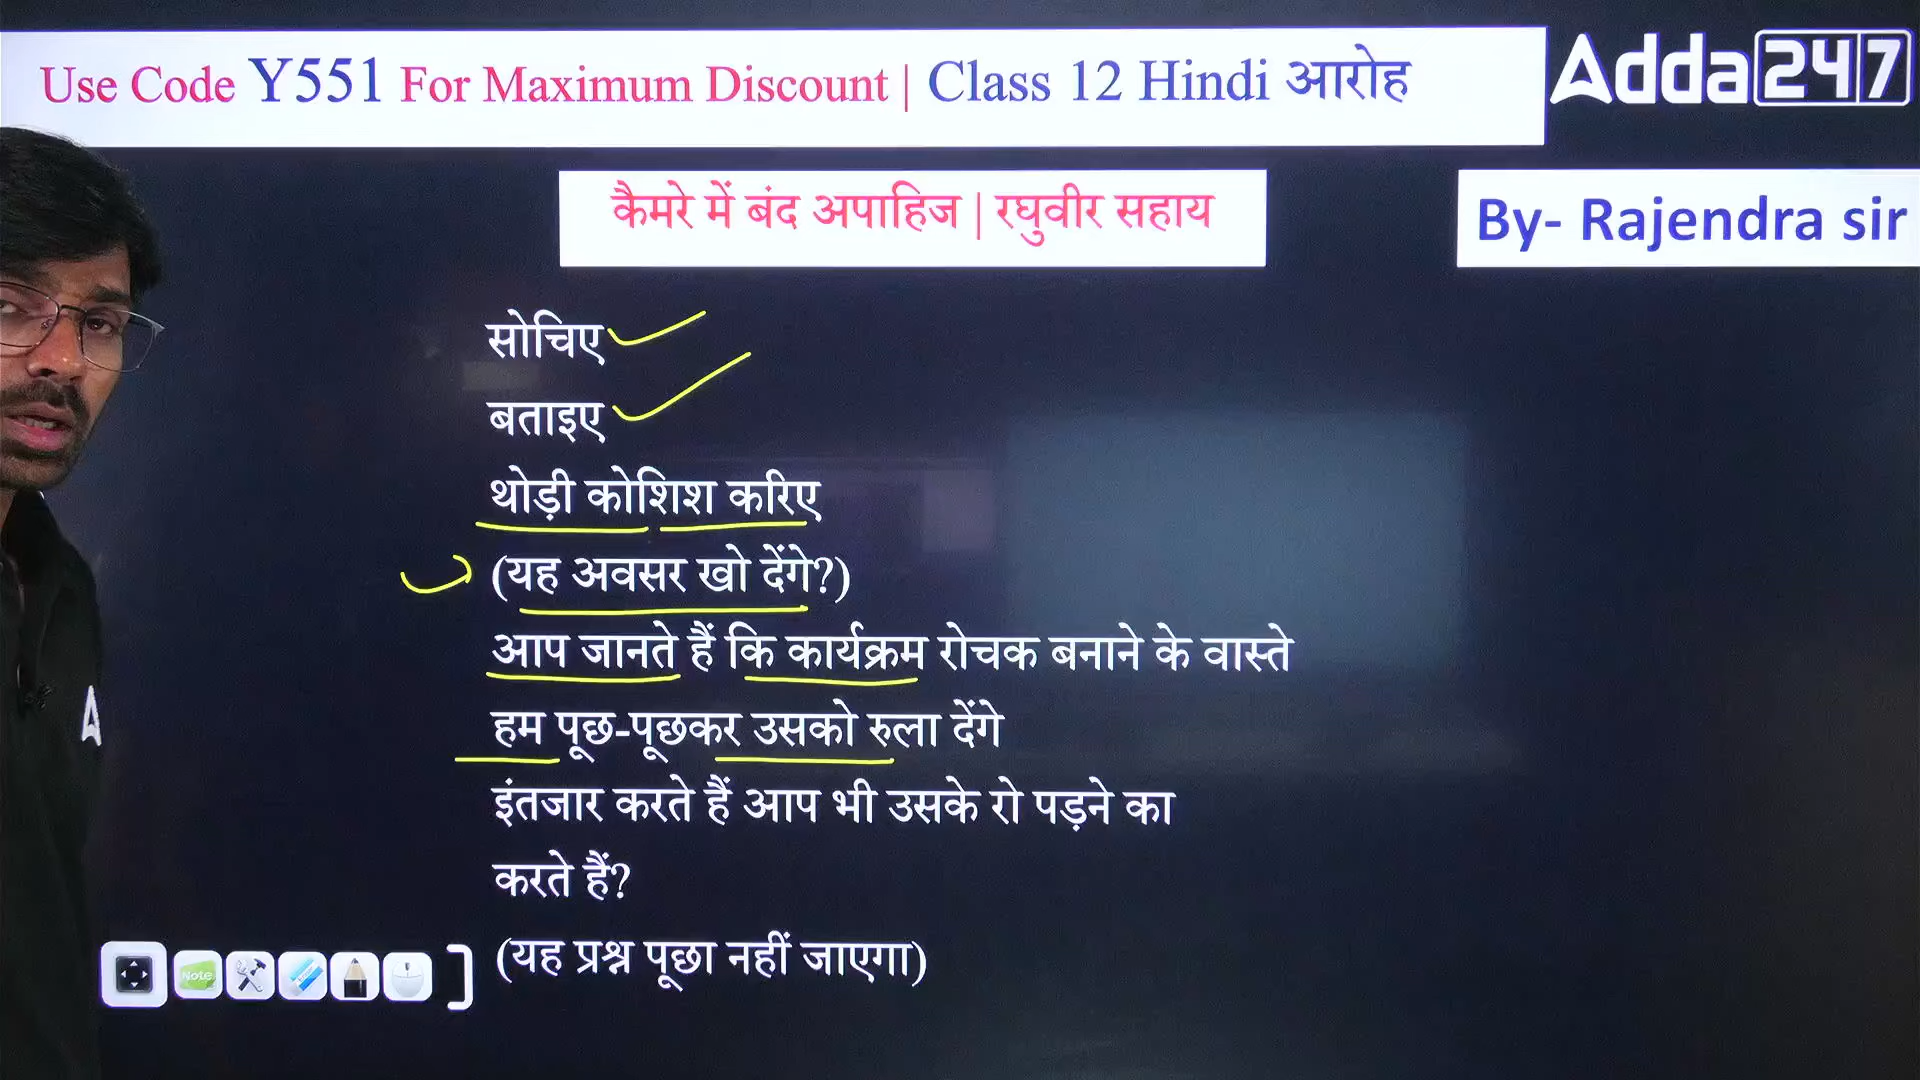 Use Code Y551 For Maximum Discount | Class 12 Hindi आरोह
Adda247
कैमरे में बंद अपाहिज | रघुवीर सहाय
By- Rajendra sir
सोचिए
बताइए
थोड़ी कोशिश करिए
(यह अवसर खो देंगे?)
आप जानते हैं कि कार्यक्रम रोचक बनाने के वास्ते
हम पूछ-पूछकर उसको रुला देंगे
इंतजार करते हैं आप भी उसके रो पड़ने का
करते हैं?
(यह प्रश्न पूछा नहीं जाएगा)
Note